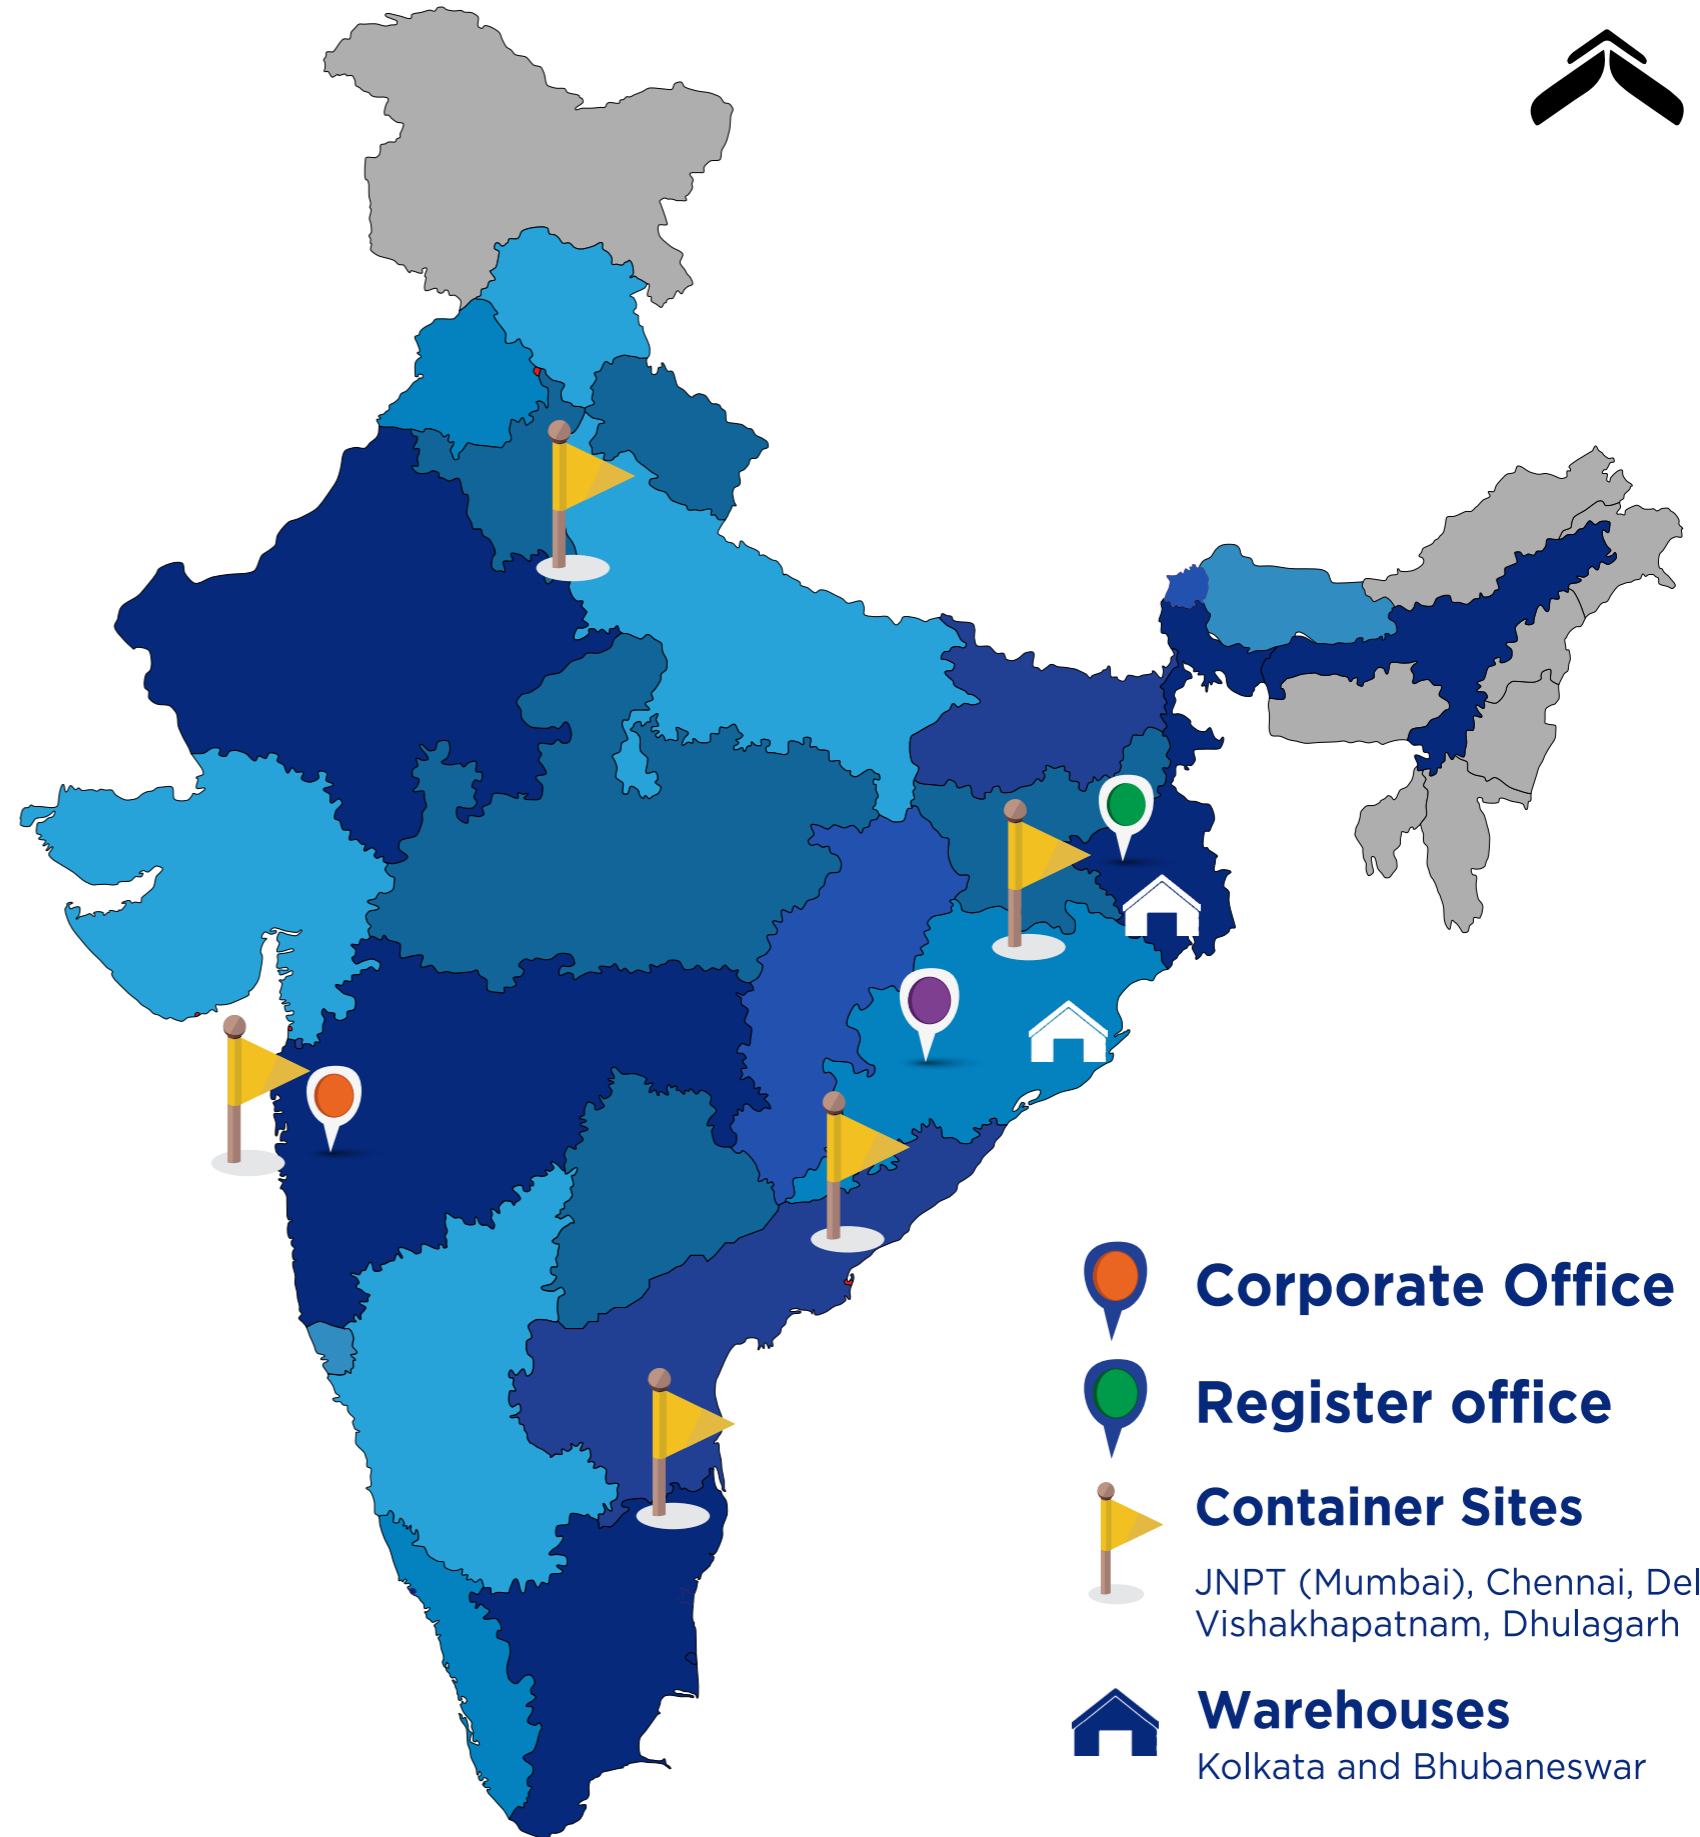 Corporate Office
Register office
Container Sites
JNPT (Mumbai), Chennai, Del
Vishakhapatnam, Dhulagarh
Warehouses
Kolkata and Bhubaneswar